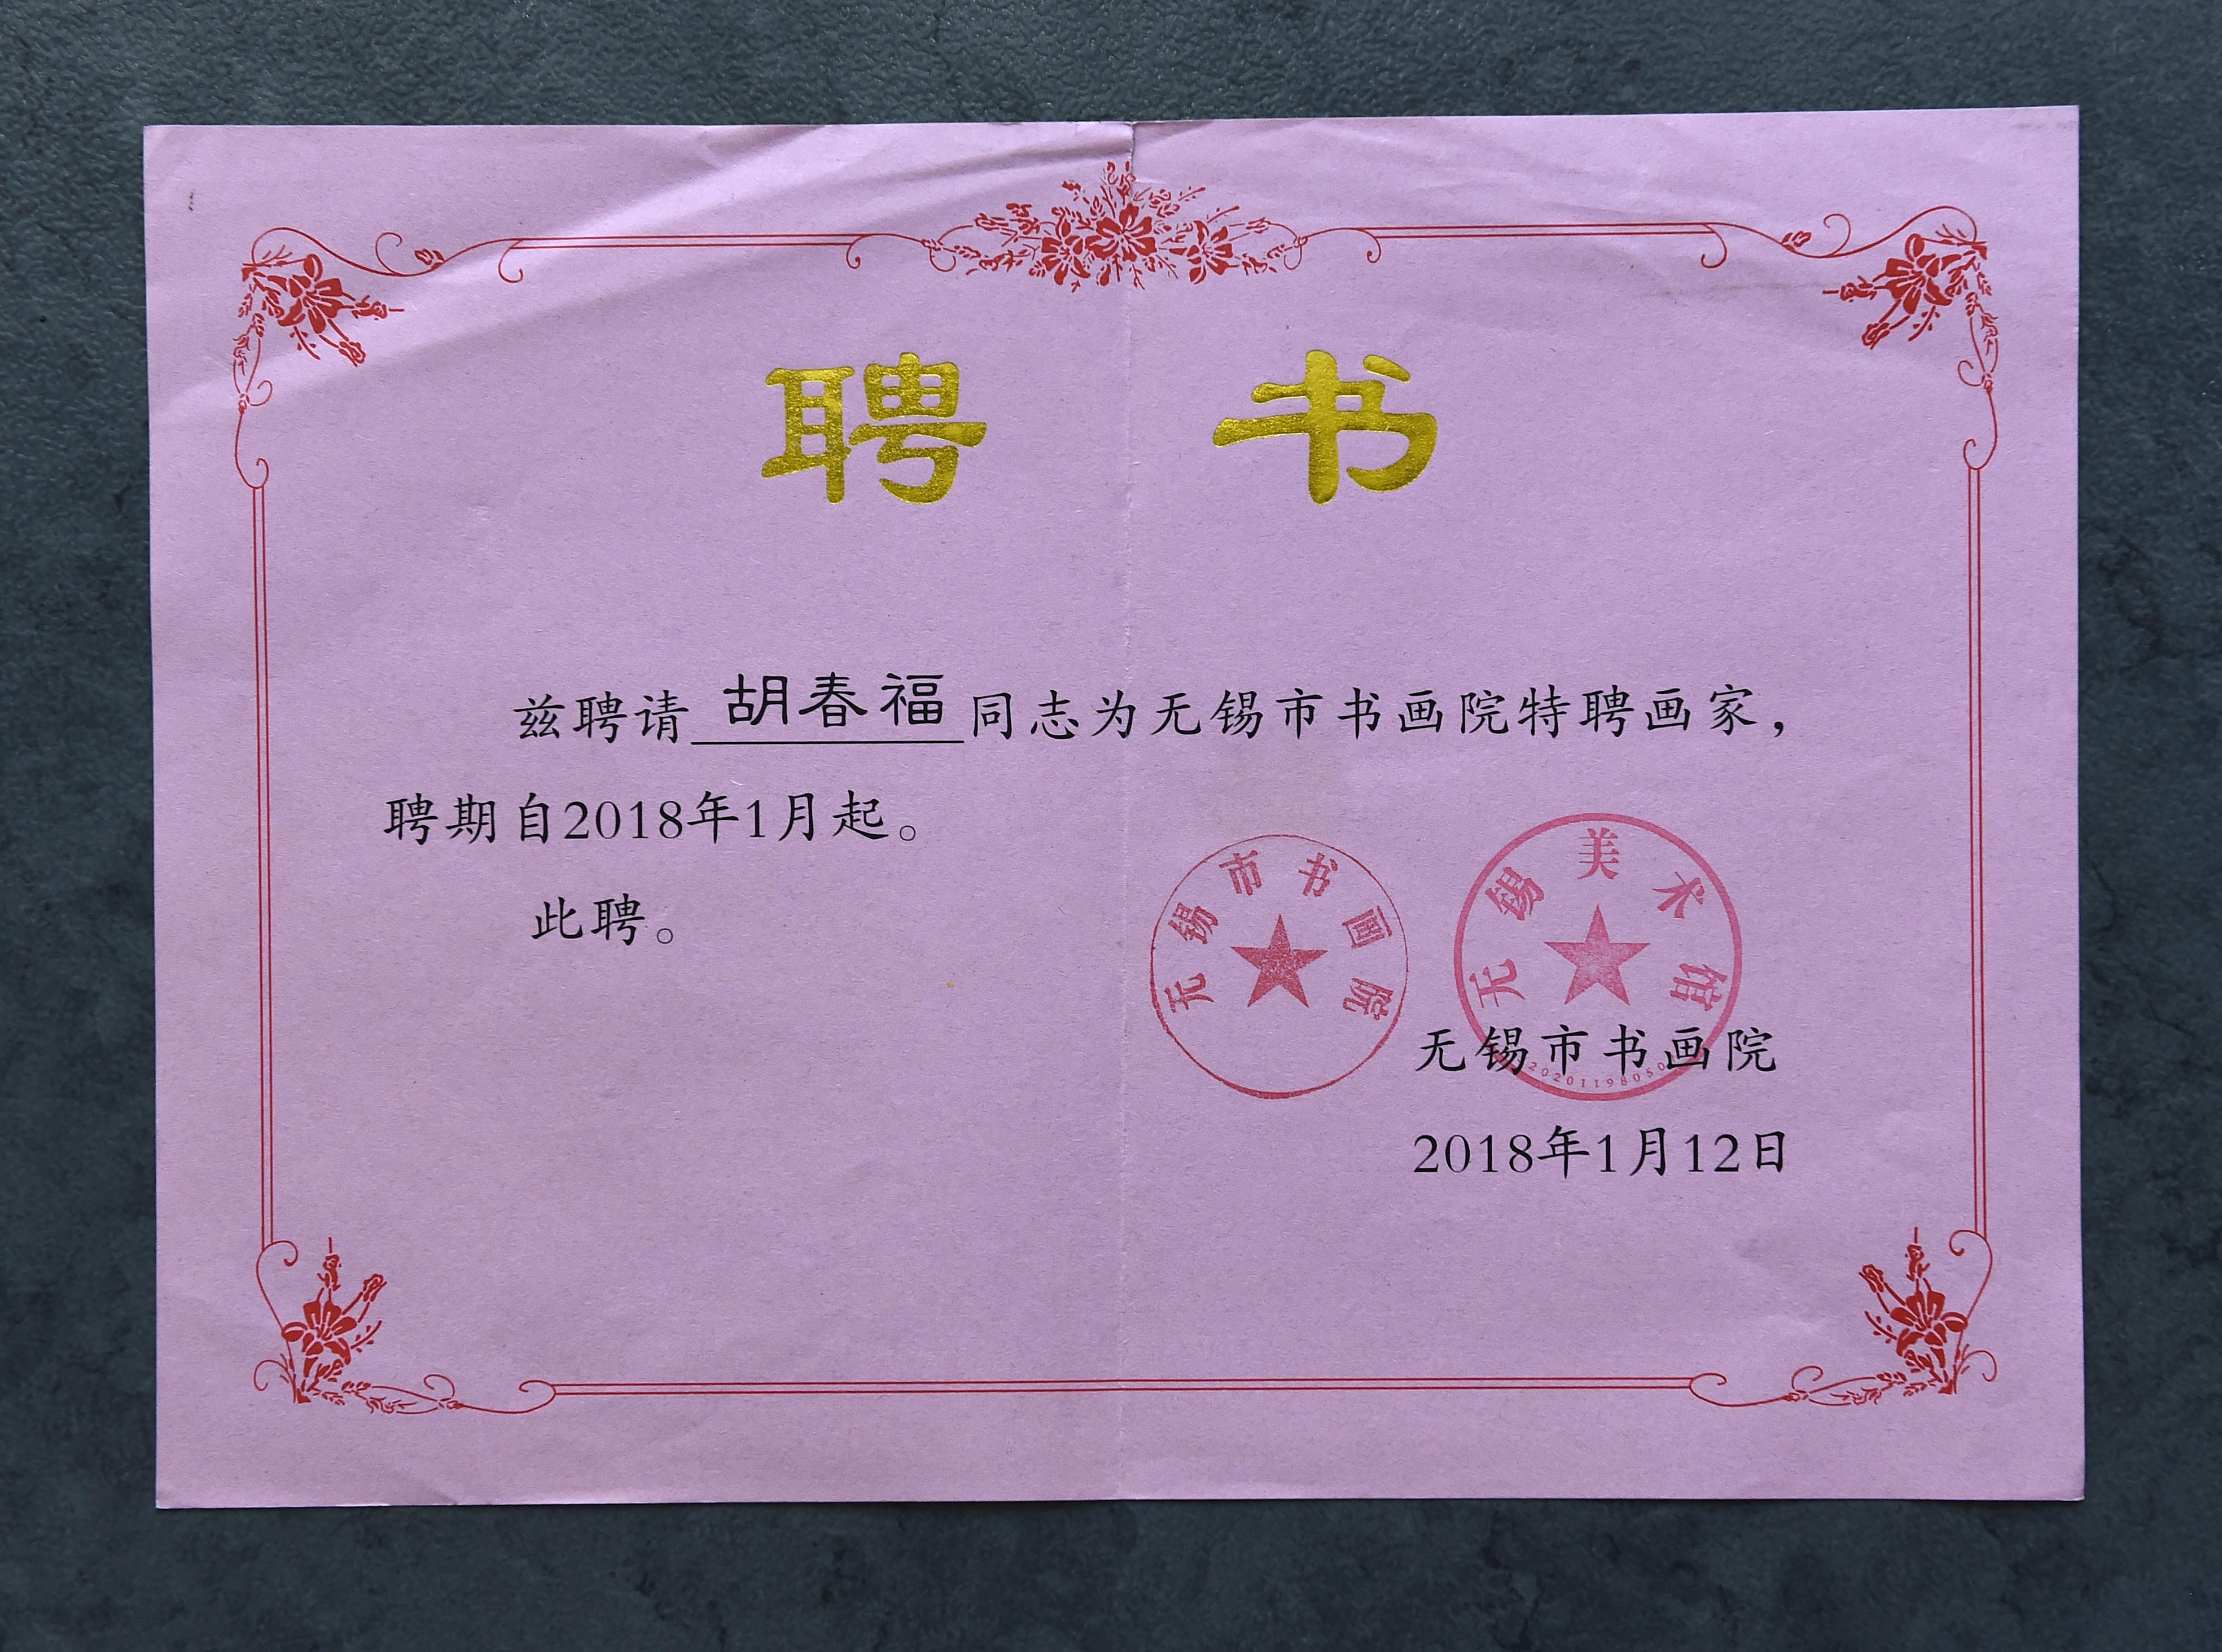 聘 书
兹聘请胡春福同志为无锡市书画院特聘画家，
聘期自2018年1月起。
此聘。
无锡市书画院
无锡美术馆
无锡市书画院
2018年1月12日